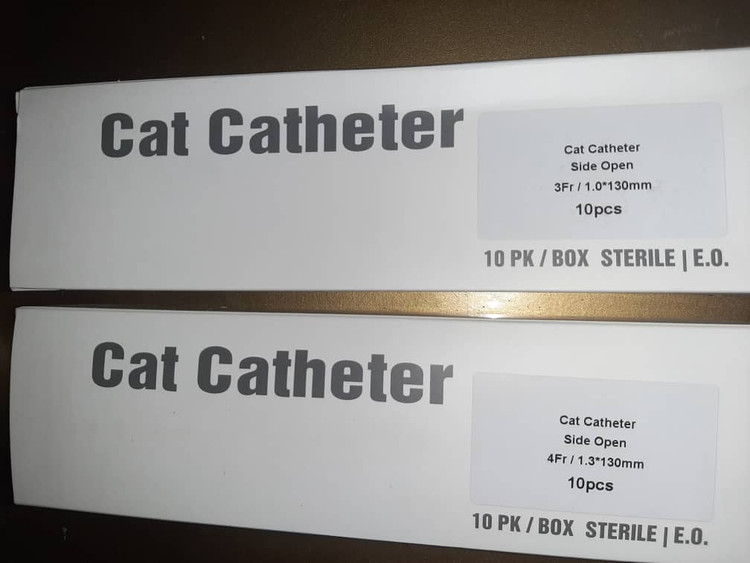 Cat Catheter
Cat Catheter
Side Open
3Fr / 1.0*130mm
10pcs
10 PK / BOX STERILE | E.O.
Cat Catheter
Cat Catheter
Side Open
4Fr / 1.3*130mm
10pcs
10 PK / BOX STERILE | E.O.